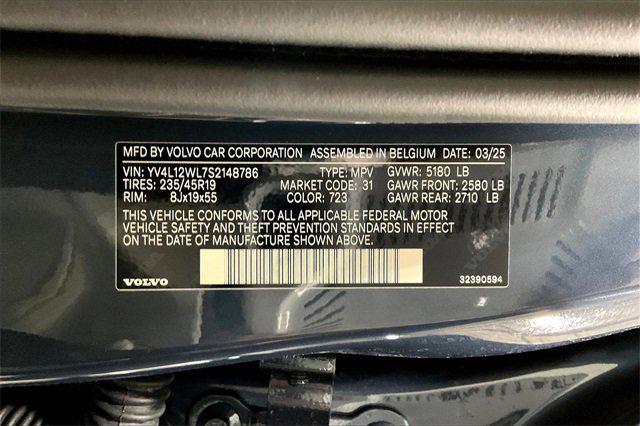 MFD BY VOLVO CAR CORPORATION ASSEMBLED IN BELGIUM DATE: 03/25
VIN: YV4L12WL7S2148786 TYPE: MPV GVWR: 5180 LB
TIRES: 235/45R19 MARKET CODE: 31 GAWR FRONT: 2580 LB
RIM: 8Jx19x55 COLOR: 723 GAWR REAR: 2710 LB
THIS VEHICLE CONFORMS TO ALL APPLICABLE FEDERAL MOTOR
VEHICLE SAFETY AND THEFT PREVENTION STANDARDS IN EFFECT
ON THE DATE OF MANUFACTURE SHOWN ABOVE.
VOLVO 32390594